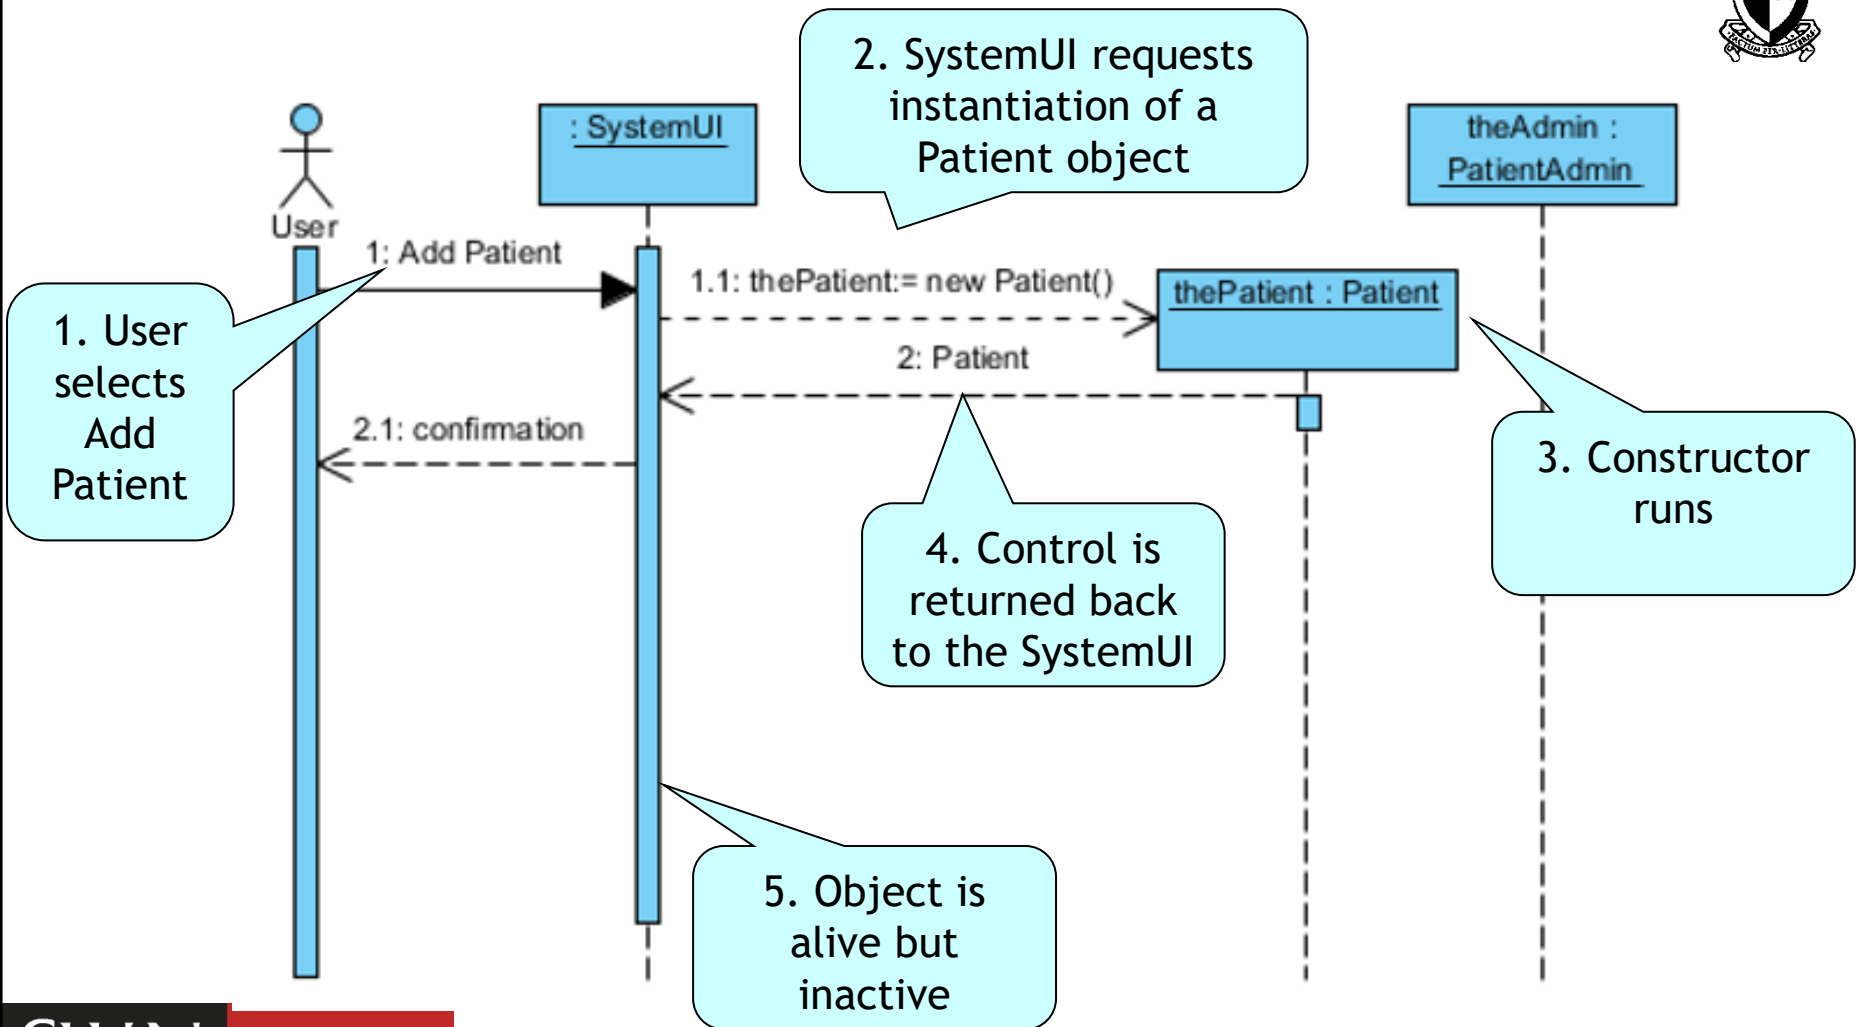 2. SystemUI requests
instantiation of a
Patient object
: SystemUI
theAdmin :
PatientAdmin
User
1: Add Patient
1.1: thePatient:= new Patient()
thePatient : Patient
1. User
selects
Add
Patient
2: Patient
2.1: confirmation
3. Constructor
runs
4. Control is
returned back
to the SystemUI
5. Object is
alive but
inactive